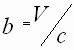 b = V/c